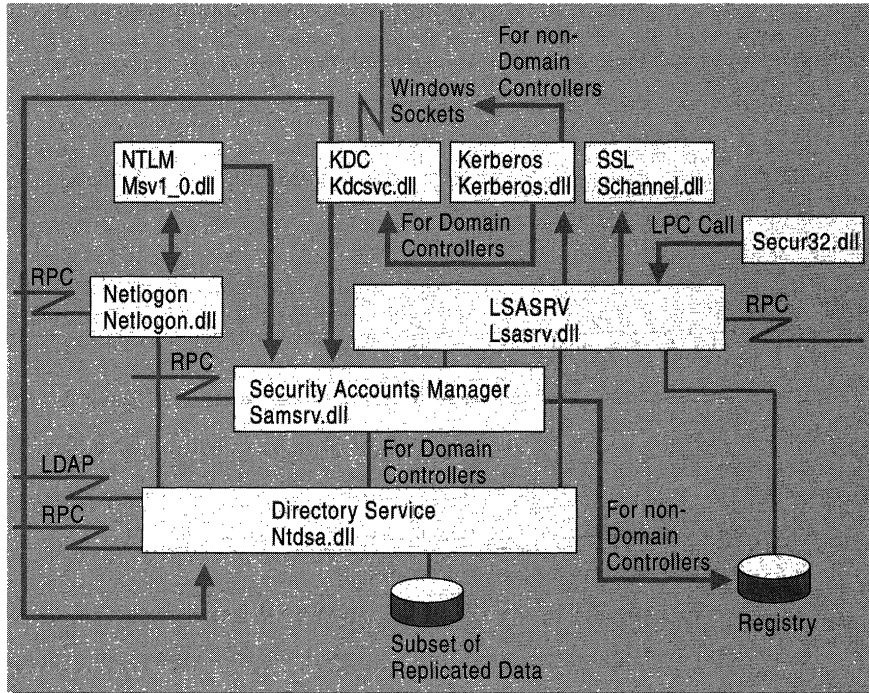 For non-
Domain
Controllers
Windows
Sockets
NTLM
Msv1_0.dll
KDC
Kdcsvc.dll
Kerberos
Kerberos.dll
SSL
Schannel.dll
For Domain
Controllers
LPC Call
Secur32.dll
RPC
Netlogon
Netlogon.dll
LSASRV
Lsasrv.dll
RPC
RPC
Security Accounts Manager
Samsrv.dll
LDAP
For Domain
Controllers
RPC
Directory Service
Ntdsa.dll
For non-
Domain
Controllers
Subset of
Replicated Data
Registry